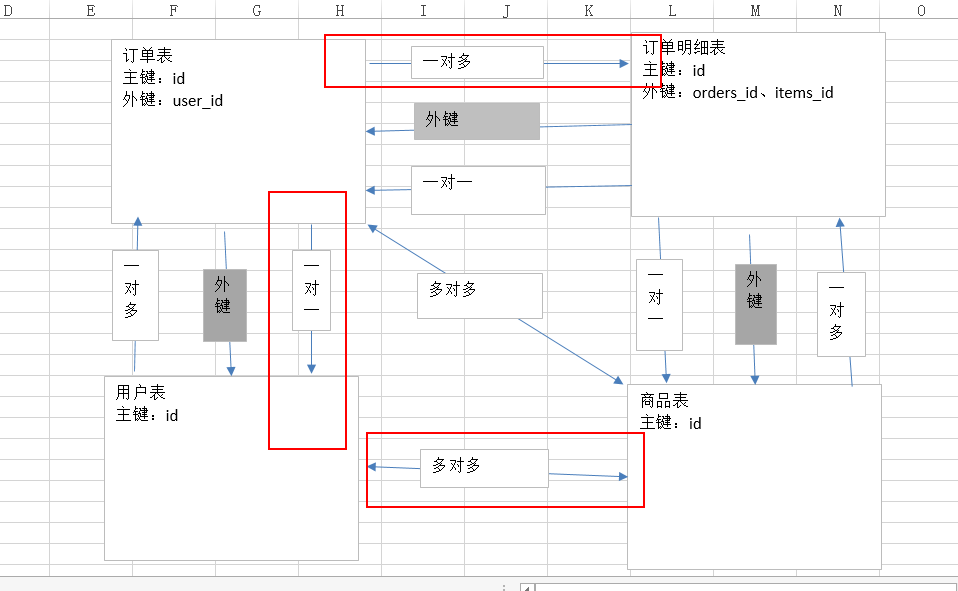 D E F G H I J K L M N O
订单表
主键：id
外键：user_id
一对多
订单明细表
主键：id
外键：orders_id、items_id
外键
一对一
一对多
外键
一对一
多对多
一对一
外键
一对多
用户表
主键：id
商品表
主键：id
多对多